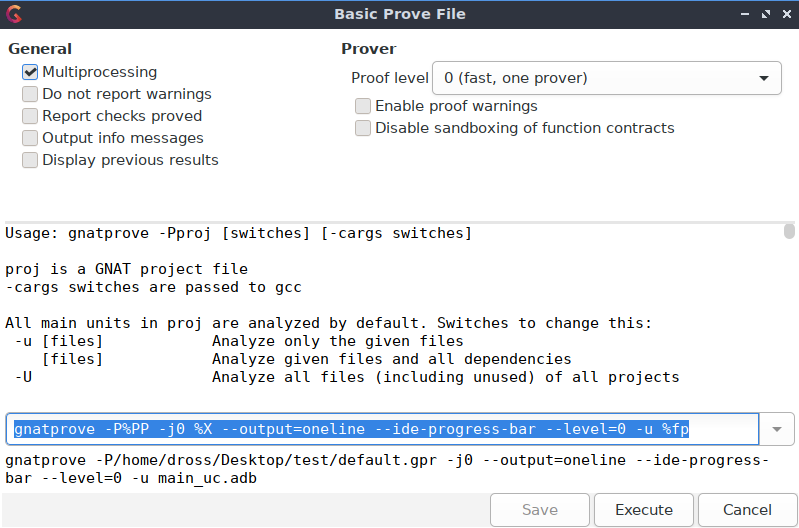 Basic Prove File
General
Multiprocessing
Do not report warnings
Report checks proved
Output info messages
Display previous results
Prover
Proof level 0 (fast, one prover)
Enable proof warnings
Disable sandboxing of function contracts
Usage: gnatprove -Pproj [switches] [-cargs switches]
proj is a GNAT project file
-cargs switches are passed to gcc
All main units in proj are analyzed by default. Switches to change this:
-u [files] Analyze only the given files
[files] Analyze given files and all dependencies
-U Analyze all files (including unused) of all projects
gnatprove -P%PP -j0 %X --output=oneline --ide-progress-bar --level=0 -u %fp
gnatprove -P/home/dross/Desktop/test/default.gpr -j0 --output=oneline --ide-progress-
bar --level=0 -u main_uc.adb
Save Execute Cancel